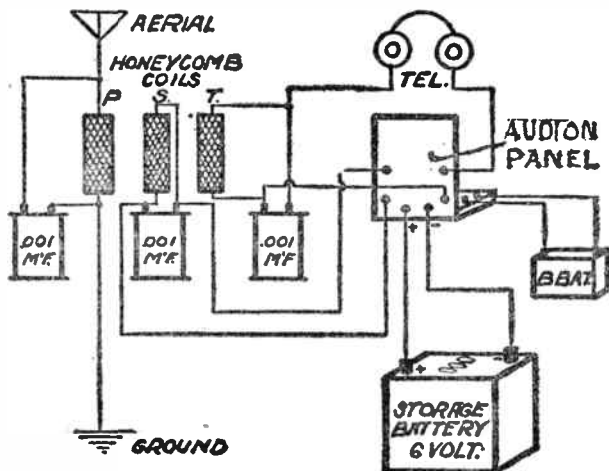 AERIAL
HONEYCOMB
COILS
P
S.
T.
TEL.
AUDION
PANEL
.001
M'F.
.001
M'F.
.001
M'F
+
-
B BAT.
+
-
STORAGE
BATTERY
6 VOLT.
GROUND